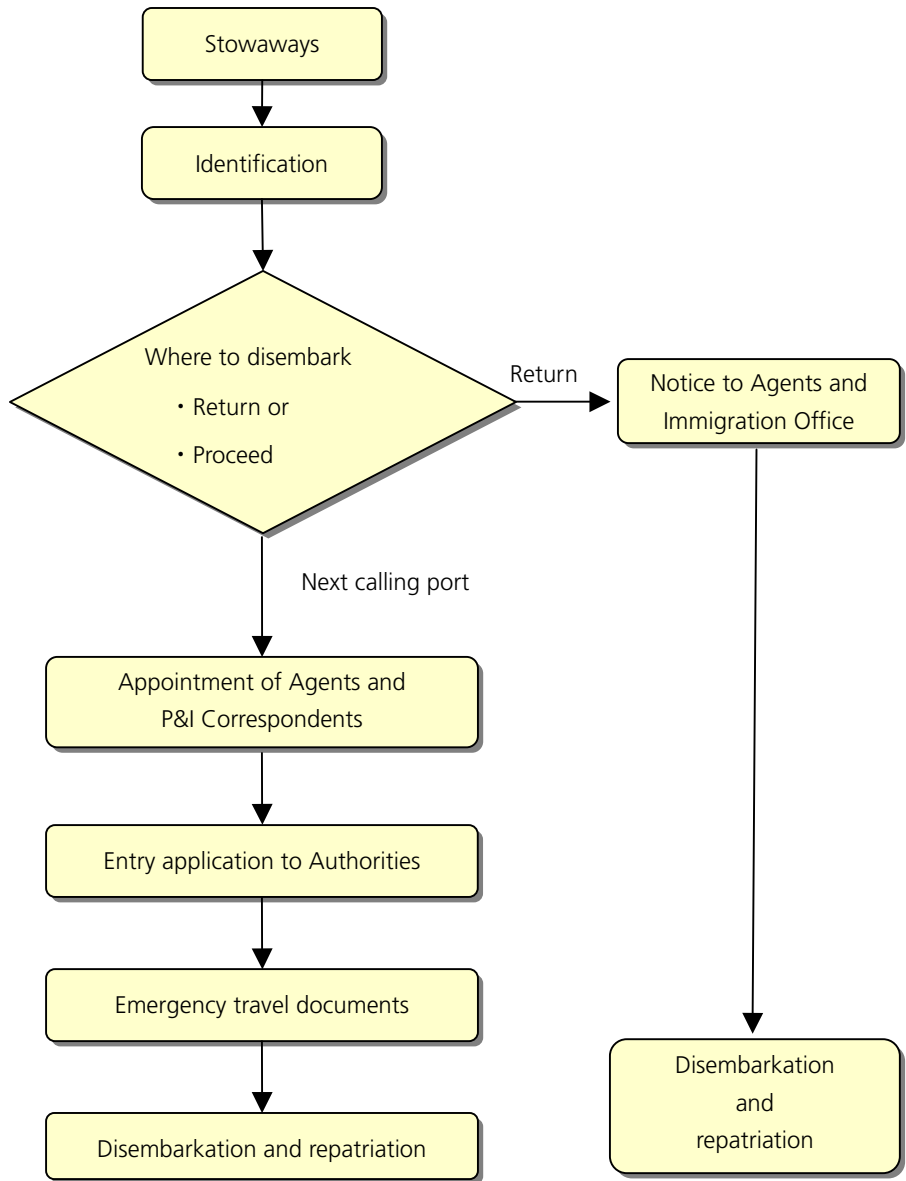 Stowaways
Identification
Where to disembark
・Return or
・Proceed
Return
Notice to Agents and
Immigration Office
Next calling port
Appointment of Agents and
P&I Correspondents
Entry application to Authorities
Emergency travel documents
Disembarkation and repatriation
Disembarkation
and
repatriation